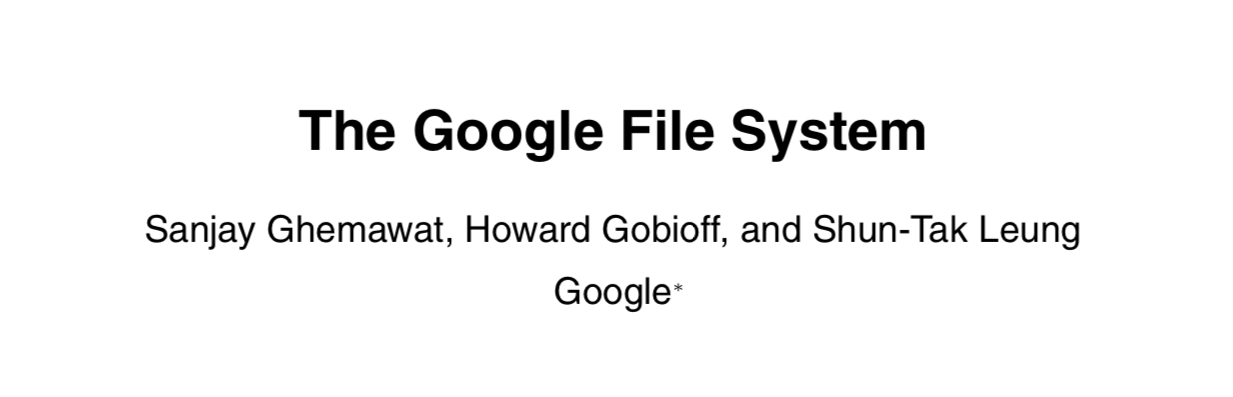 The Google File System
Sanjay Ghemawat, Howard Gobioff, and Shun-Tak Leung
Google*